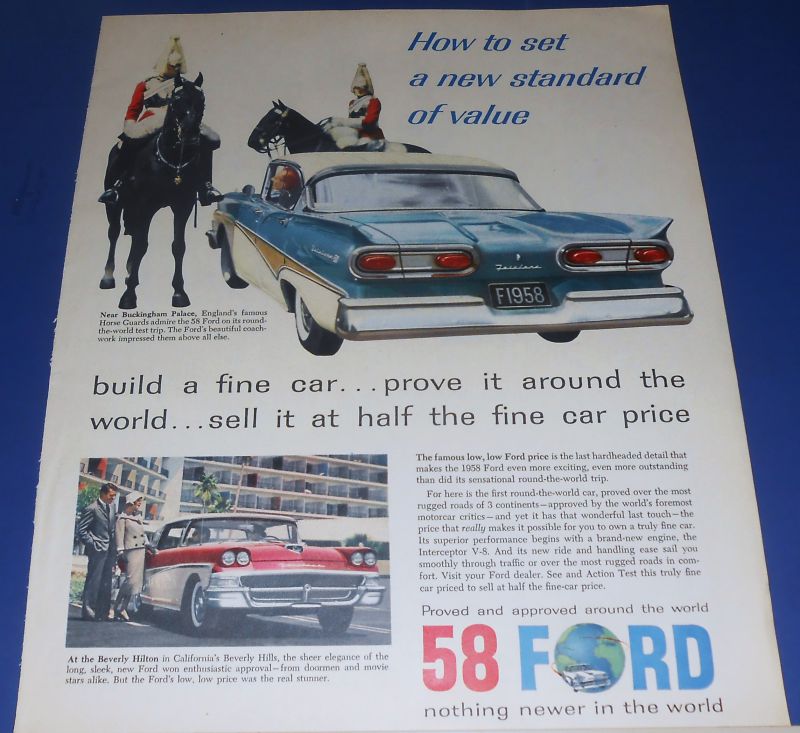 How to set
a new standard
of value
Fairlane
F1958
Near Buckingham Palace, England's famous
Horse Guards admire the 58 Ford on its round-
the-world test trip. The Ford's beautiful coach-
work impressed them above all else.
build a fine car...prove it around the
world...sell it at half the fine car price
The famous low, low Ford price is the last hardheaded detail that
makes the 1958 Ford even more exciting, even more outstanding
than did its sensational round-the-world trip.
For here is the first round-the-world car, proved over the most
rugged roads of 3 continents—approved by the world's foremost
motorcar critics—and yet it has that wonderful last touch—the
price that really makes it possible for you to own a truly fine car.
Its superior performance begins with a brand-new engine, the
Interceptor V-8. And its new ride and handling ease sail you
smoothly through traffic or over the most rugged roads in com-
fort. Visit your Ford dealer. See and Action Test this truly fine
car priced to sell at half the fine-car price.
At the Beverly Hilton in California's Beverly Hills, the sheer elegance of the
long, sleek, new Ford won enthusiastic approval—from doormen and movie
stars alike. But the Ford's low, low price was the real stunner.
Proved and approved around the world
58 FORD
nothing newer in the world